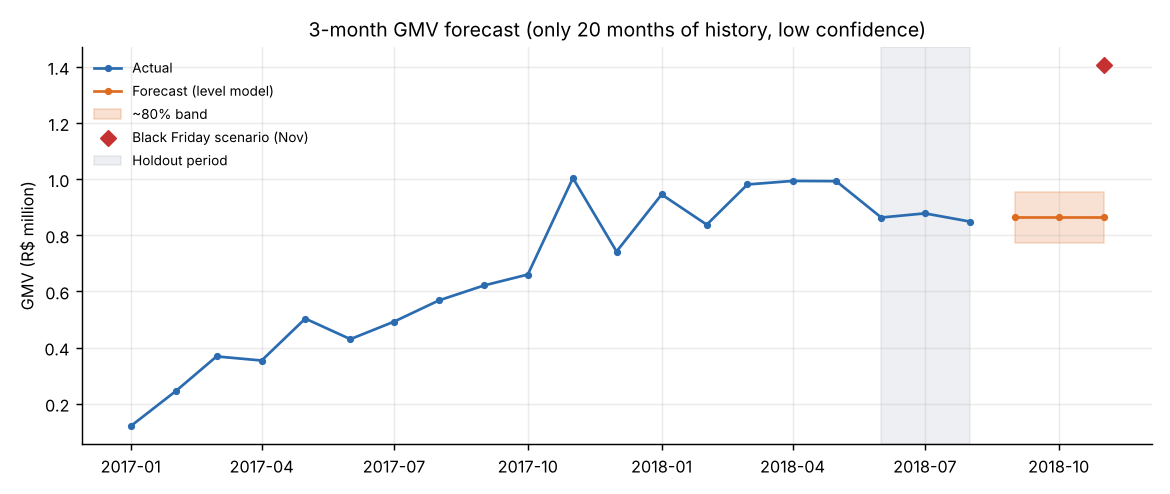 3-month GMV forecast (only 20 months of history, low confidence)
Actual
Forecast (level model)
~80% band
Black Friday scenario (Nov)
Holdout period
GMV (R$ million)
1.4
1.2
1.0
0.8
0.6
0.4
0.2
2017-01
2017-04
2017-07
2017-10
2018-01
2018-04
2018-07
2018-10